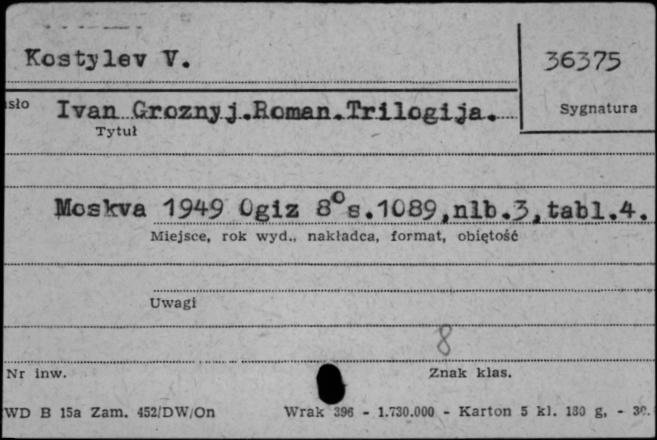 Kostylev V.
36375
sło Ivan Groznyj.Roman.Trilogija.
Sygnatura
Tytuł
Moskva 1949 Ogiz 8°s.1089,nlb.3,tabl.4.
Miejsce, rok wyd., nakładca, format, obiętość
Uwagi
8
Nr inw.
Znak klas.
WD B 15a Zam. 452/DW/On Wrak 396 - 1.730.000 - Karton 5 kl. 180 g, - 30.